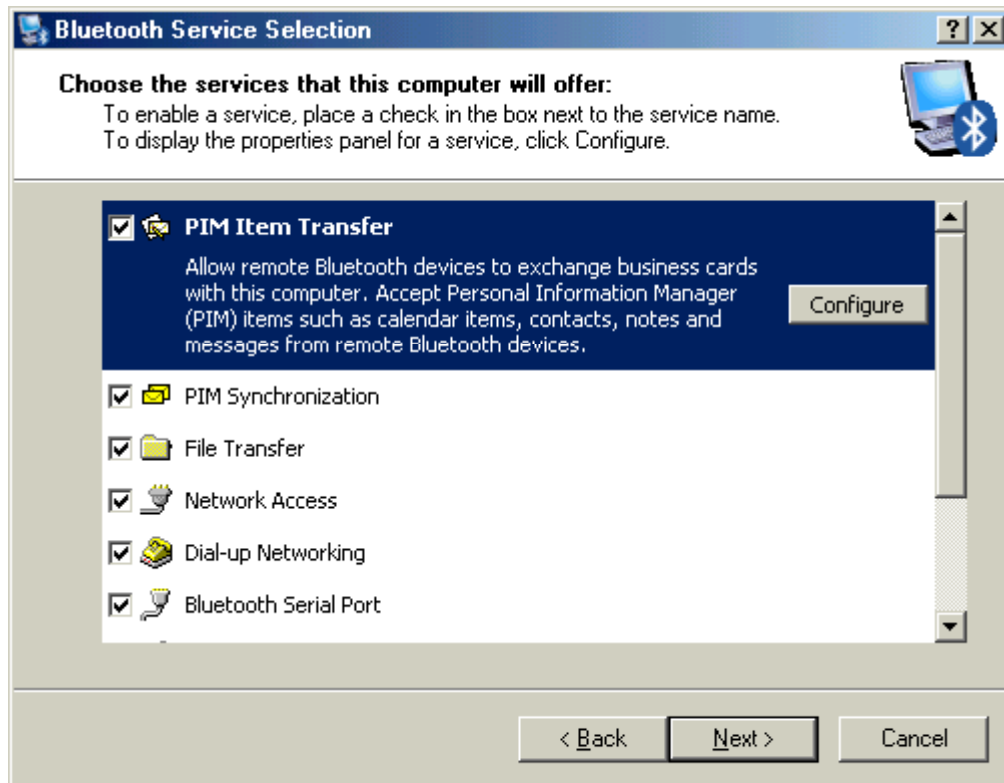 Bluetooth Service Selection
Choose the services that this computer will offer:
To enable a service, place a check in the box next to the service name.
To display the properties panel for a service, click Configure.
PIM Item Transfer
Allow remote Bluetooth devices to exchange business cards
with this computer. Accept Personal Information Manager
(PIM) items such as calendar items, contacts, notes and
messages from remote Bluetooth devices.
Configure
PIM Synchronization
File Transfer
Network Access
Dial-up Networking
Bluetooth Serial Port
< Back
Next >
Cancel